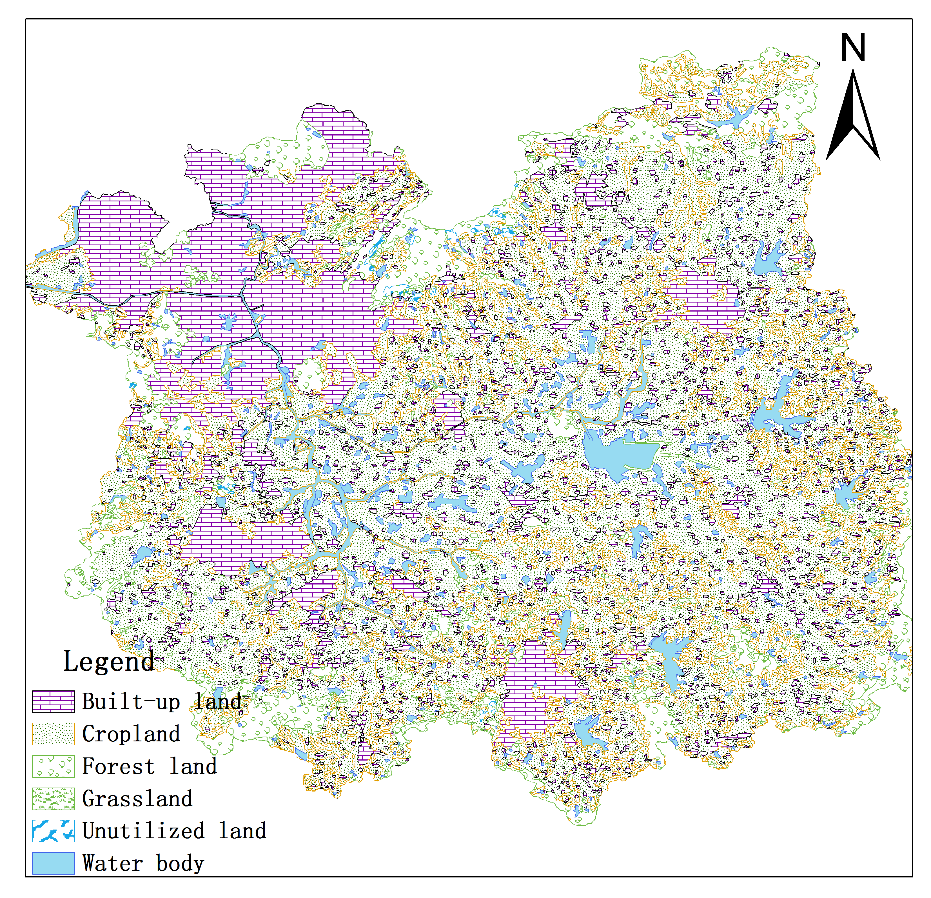 N
Legend
Built-up land
Cropland
Forest land
Grassland
Unutilized land
Water body